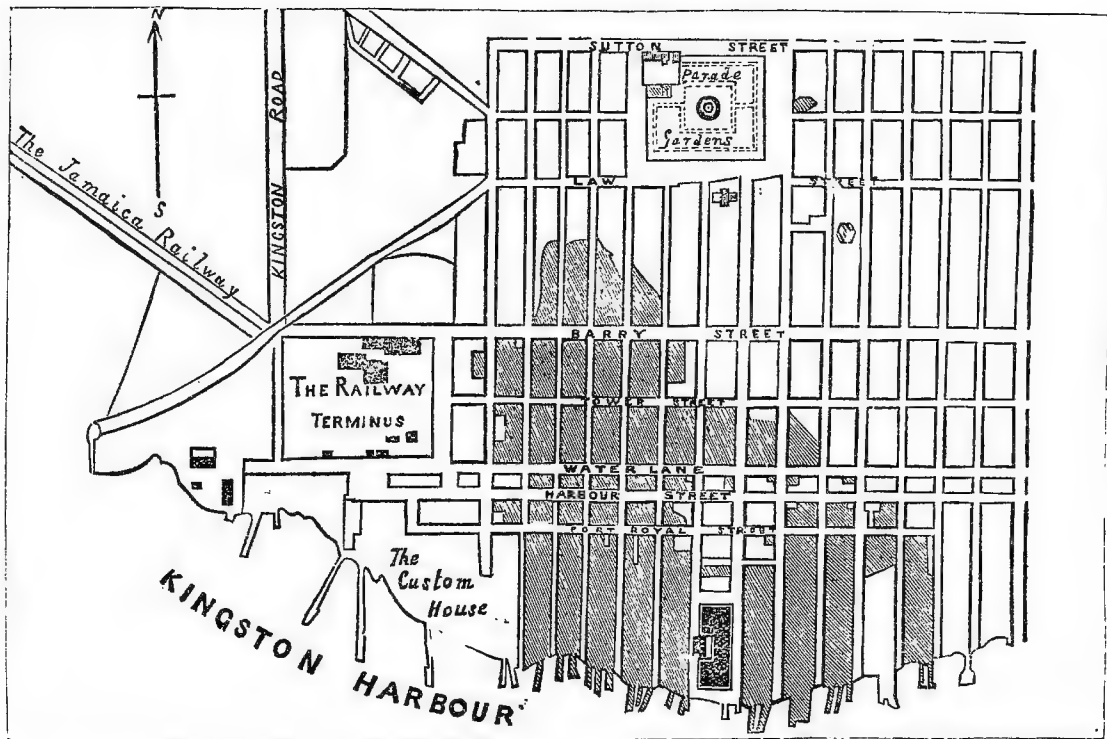 N
S
SUTTON STREET
Parade
Gardens
KINGSTON ROAD
The Jamaica Railway
LAW STREET
BARRY STREET
THE RAILWAY
TERMINUS
TOWER STREET
WATER LANE
HARBOUR STREET
PORT ROYAL STREET
The
Custom
House
KINGSTON HARBOUR